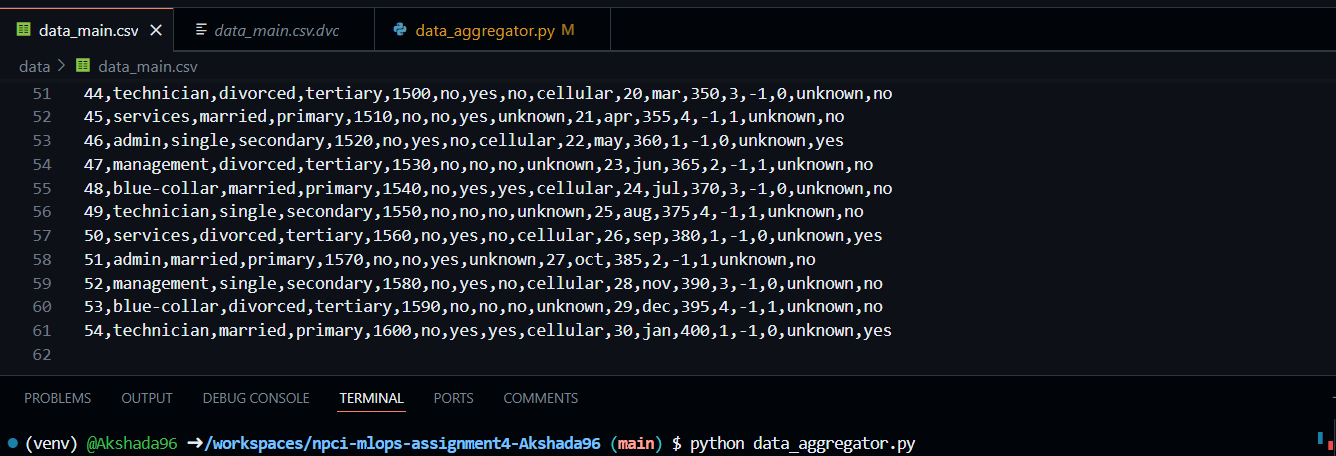 data_main.csv data_main.csv.dvc data_aggregator.py M
data > data_main.csv
51 44,technician,divorced,tertiary,1500,no,yes,no,cellular,20,mar,350,3,-1,0,unknown,no
52 45,services,married,primary,1510,no,no,yes,unknown,21,apr,355,4,-1,1,unknown,no
53 46,admin,single,secondary,1520,no,yes,no,cellular,22,may,360,1,-1,0,unknown,yes
54 47,management,divorced,tertiary,1530,no,no,no,unknown,23,jun,365,2,-1,1,unknown,no
55 48,blue-collar,married,primary,1540,no,yes,yes,cellular,24,jul,370,3,-1,0,unknown,no
56 49,technician,single,secondary,1550,no,no,no,unknown,25,aug,375,4,-1,1,unknown,no
57 50,services,divorced,tertiary,1560,no,yes,no,cellular,26,sep,380,1,-1,0,unknown,yes
58 51,admin,married,primary,1570,no,no,yes,unknown,27,oct,385,2,-1,1,unknown,no
59 52,management,single,secondary,1580,no,yes,no,cellular,28,nov,390,3,-1,0,unknown,no
60 53,blue-collar,divorced,tertiary,1590,no,no,no,unknown,29,dec,395,4,-1,1,unknown,no
61 54,technician,married,primary,1600,no,yes,yes,cellular,30,jan,400,1,-1,0,unknown,yes
62
PROBLEMS OUTPUT DEBUG CONSOLE TERMINAL PORTS COMMENTS
(venv) @Akshada96 ➜/workspaces/npci-mlops-assignment4-Akshada96 (main) $ python data_aggregator.py